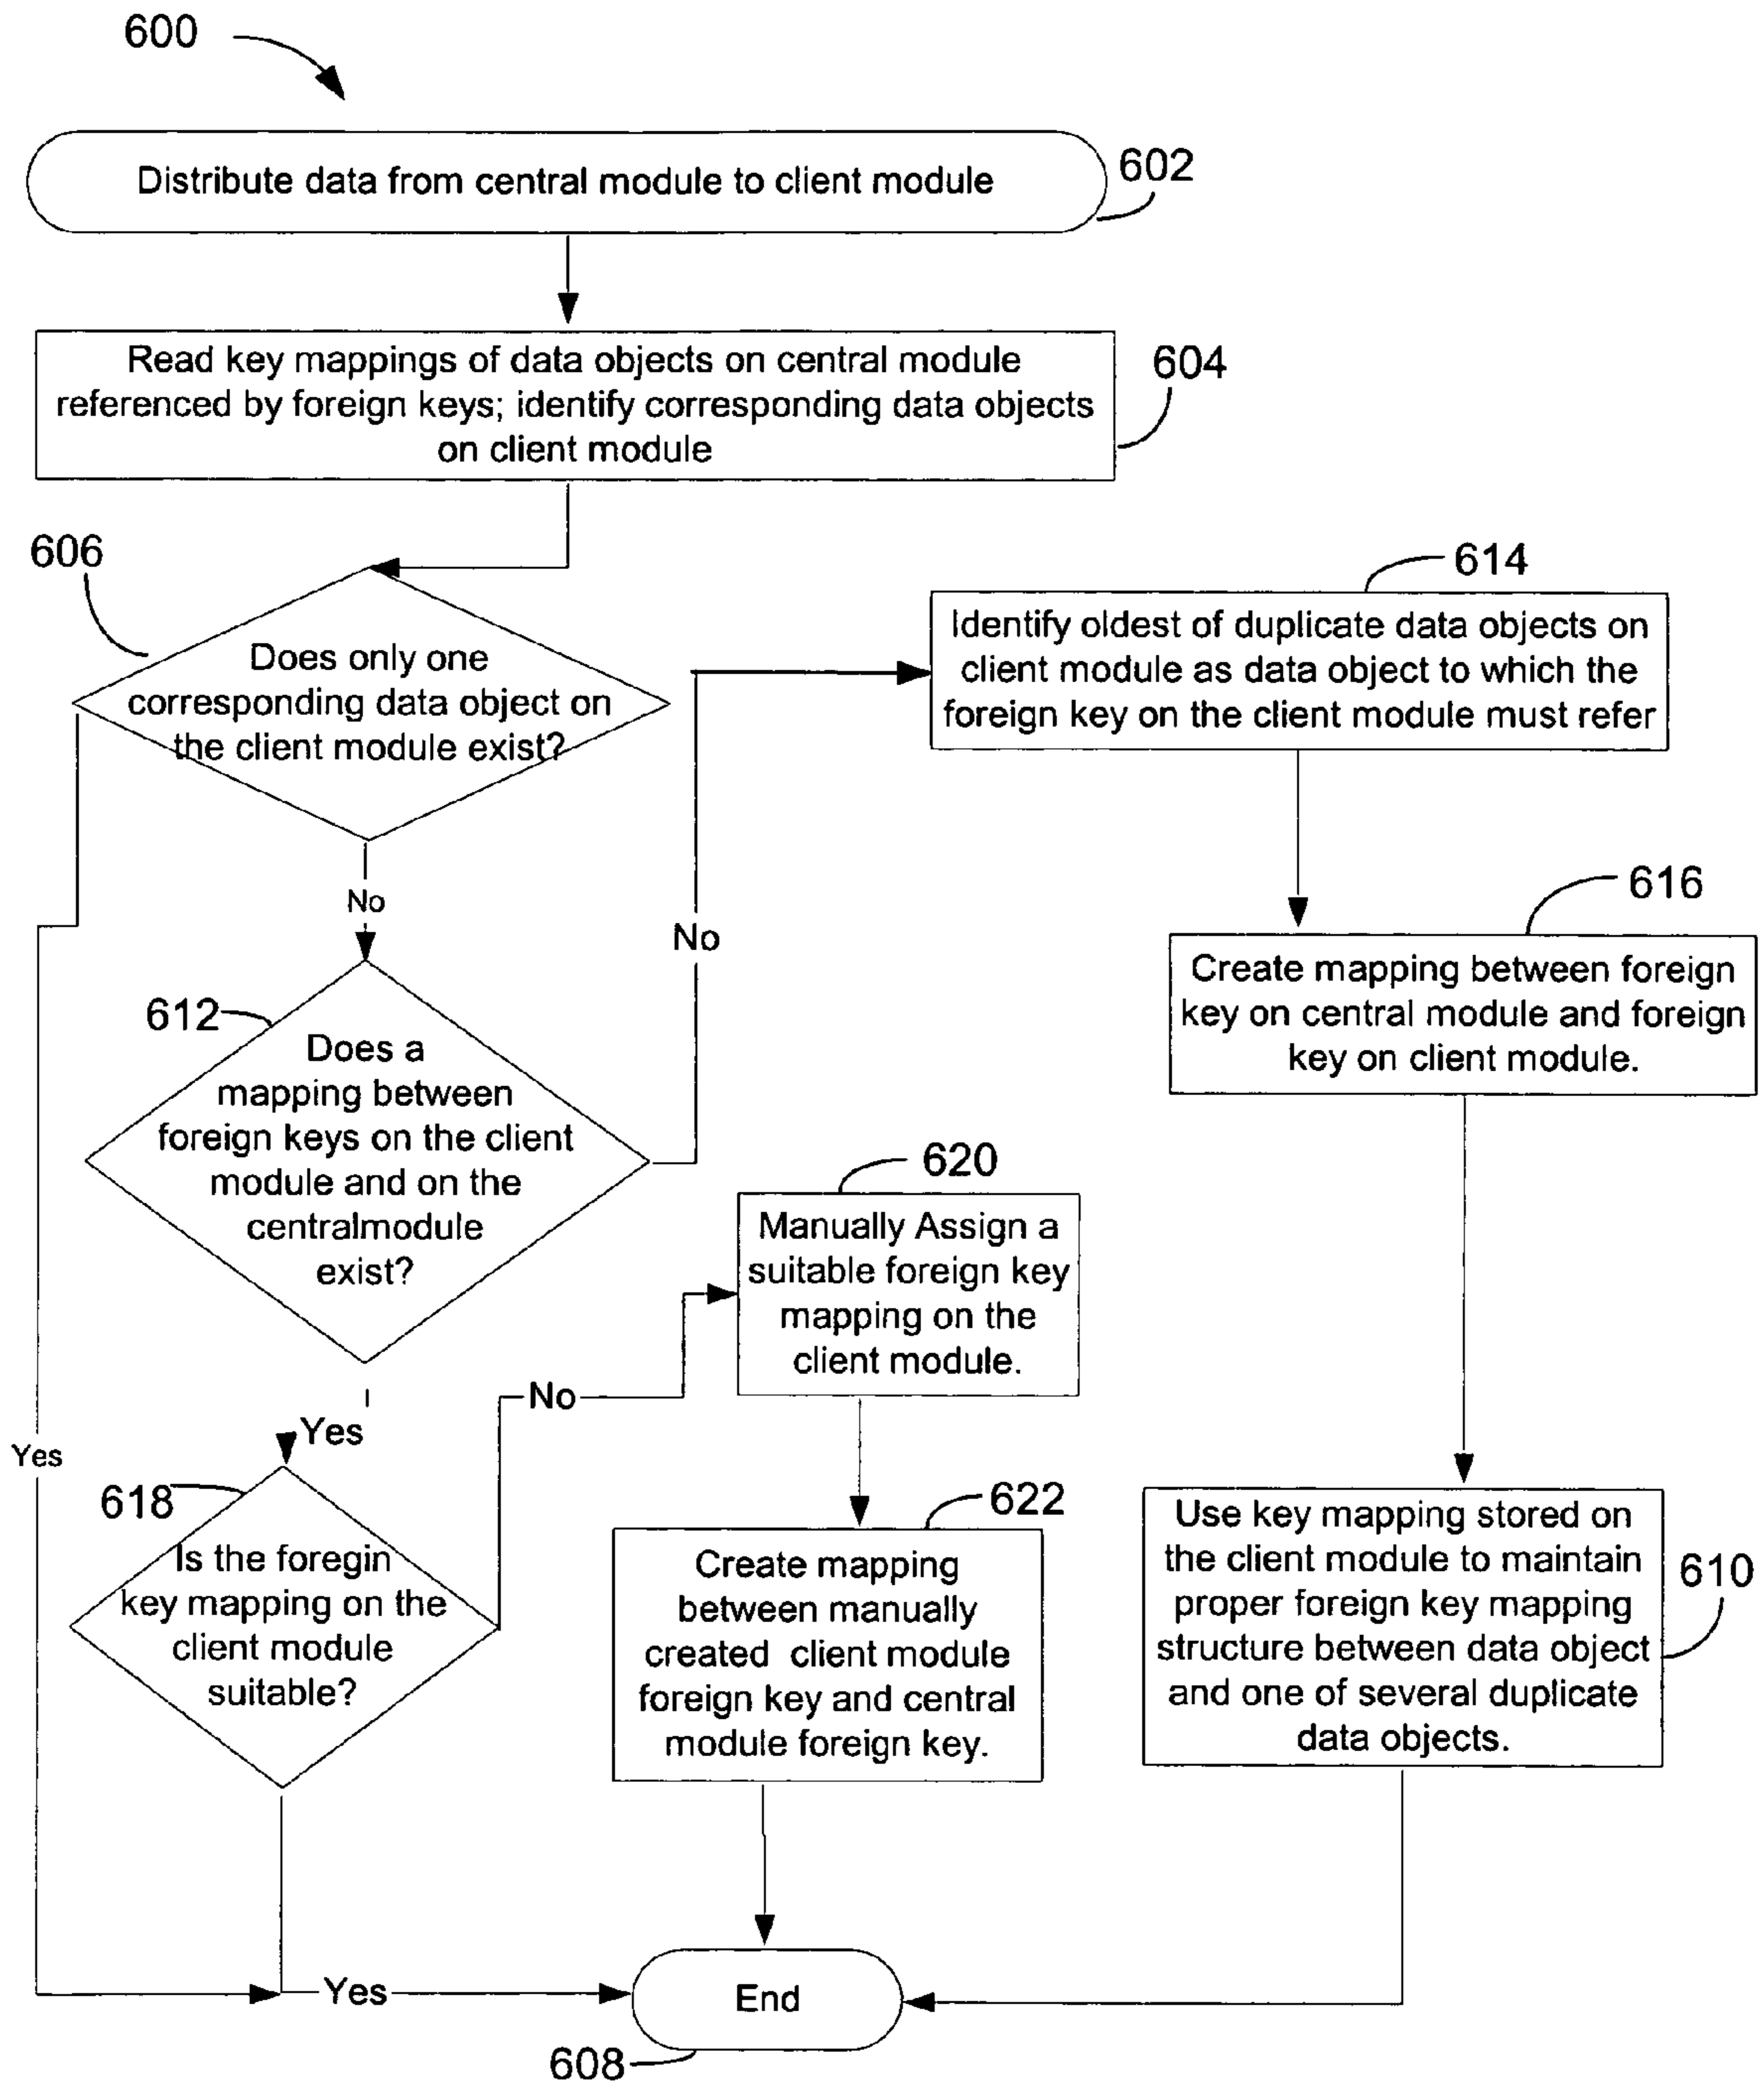 600
Distribute data from central module to client module
602
Read key mappings of data objects on central module
referenced by foreign keys; identify corresponding data objects
on client module
604
606
Does only one
corresponding data object on
the client module exist?
614
Identify oldest of duplicate data objects on
client module as data object to which the
foreign key on the client module must refer
No
No
616
Create mapping between foreign
key on central module and foreign
key on client module.
612
Does a
mapping between
foreign keys on the client
module and on the
centralmodule
exist?
620
Manually Assign a
suitable foreign key
mapping on the
client module.
No
Yes
Yes
618
Is the foregin
key mapping on the
client module
suitable?
622
Create mapping
between manually
created client module
foreign key and central
module foreign key.
Use key mapping stored on
the client module to maintain
proper foreign key mapping
structure between data object
and one of several duplicate
data objects.
610
Yes
End
608